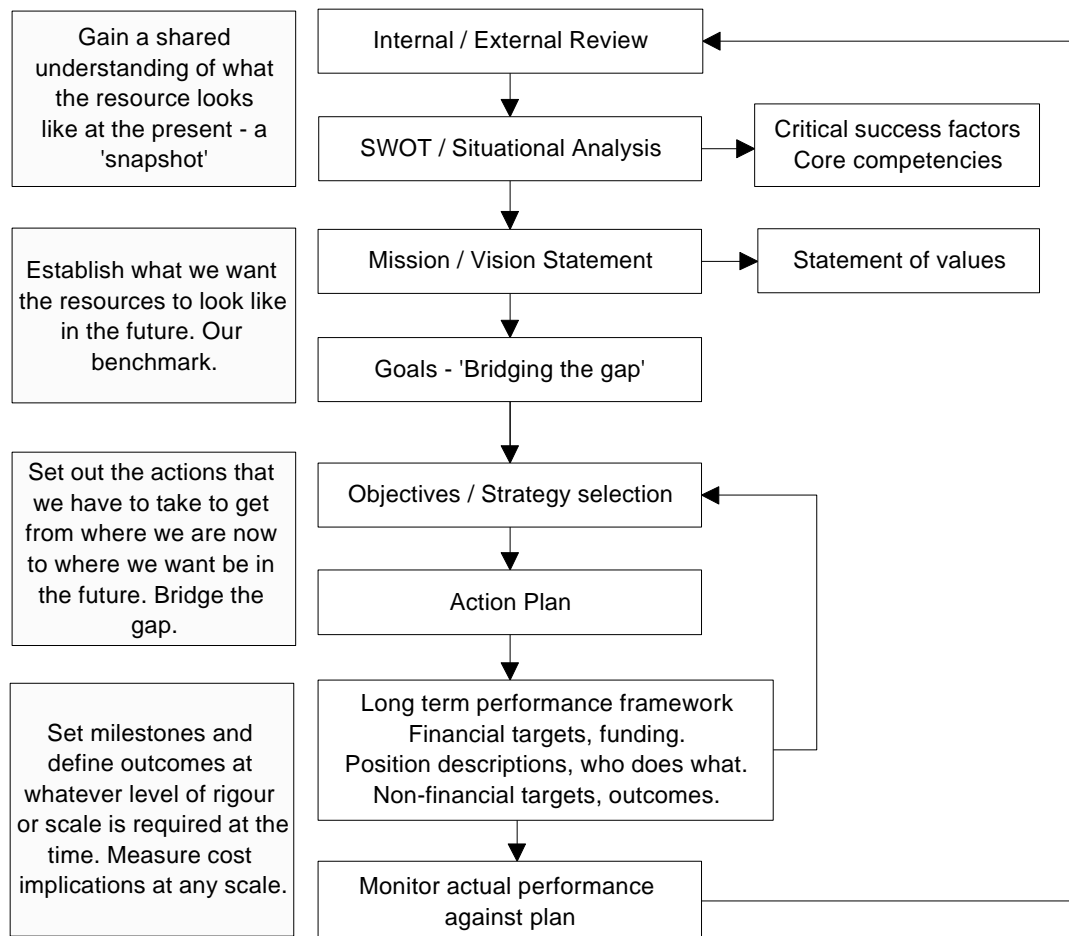 Gain a shared
understanding of what
the resource looks
like at the present - a
'snapshot'
Internal / External Review
SWOT / Situational Analysis
Critical success factors
Core competencies
Establish what we want
the resources to look like
in the future. Our
benchmark.
Mission / Vision Statement
Statement of values
Goals - 'Bridging the gap'
Set out the actions that
we have to take to get
from where we are now
to where we want be in
the future. Bridge the
gap.
Objectives / Strategy selection
Action Plan
Set milestones and
define outcomes at
whatever level of rigour
or scale is required at the
time. Measure cost
implications at any scale.
Long term performance framework
Financial targets, funding.
Position descriptions, who does what.
Non-financial targets, outcomes.
Monitor actual performance
against plan